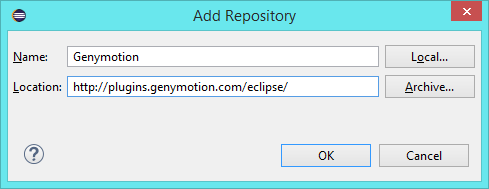 Add Repository
Name: Genymotion Local...
Location: http://plugins.genymotion.com/eclipse/ Archive...
? OK Cancel